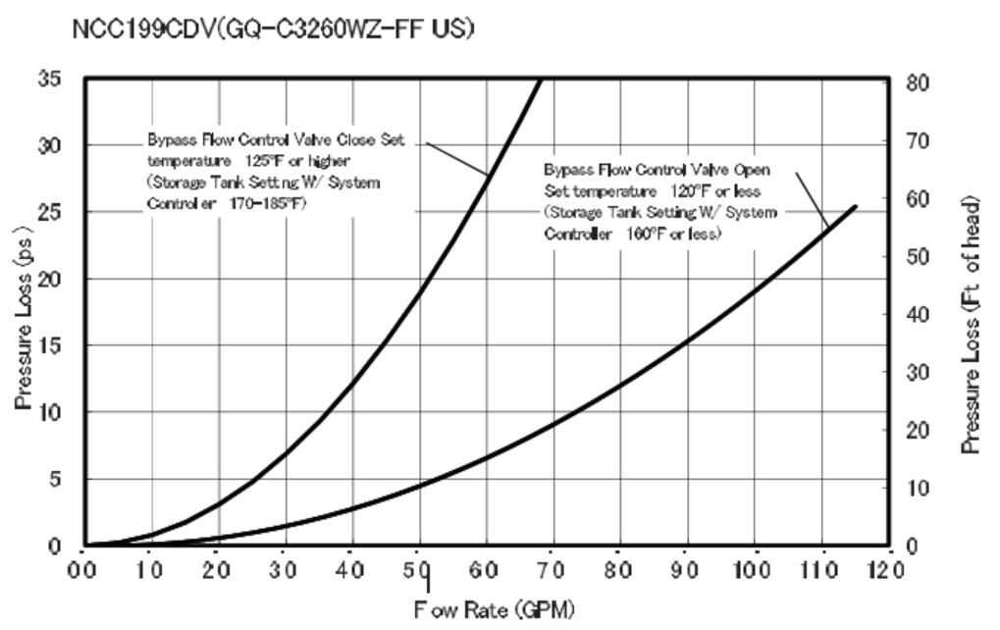 NCC199CDV(GQ-C3260WZ-FF US)
35
30
25
20
15
10
5
0
Pressure Loss (ps)
Bypass Flow Control Valve Close Set
temperature 125°F or higher
(Storage Tank Setting W/ System
Controller 170-185°F)
Bypass Flow Control Valve Open
Set temperature 120°F or less
(Storage Tank Setting W/ System
Controller 160°F or less)
80
70
60
50
40
30
20
10
0
Pressure Loss (Ft. of head)
00 10 20 30 40 50 60 70 80 90 100 110 120
F ow Rate (GPM)